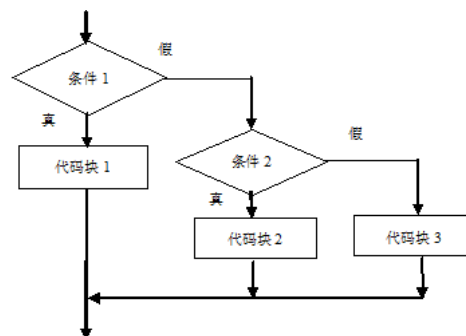 假
条件 1
真
代码块 1
假
条件 2
真
代码块 2
代码块 3